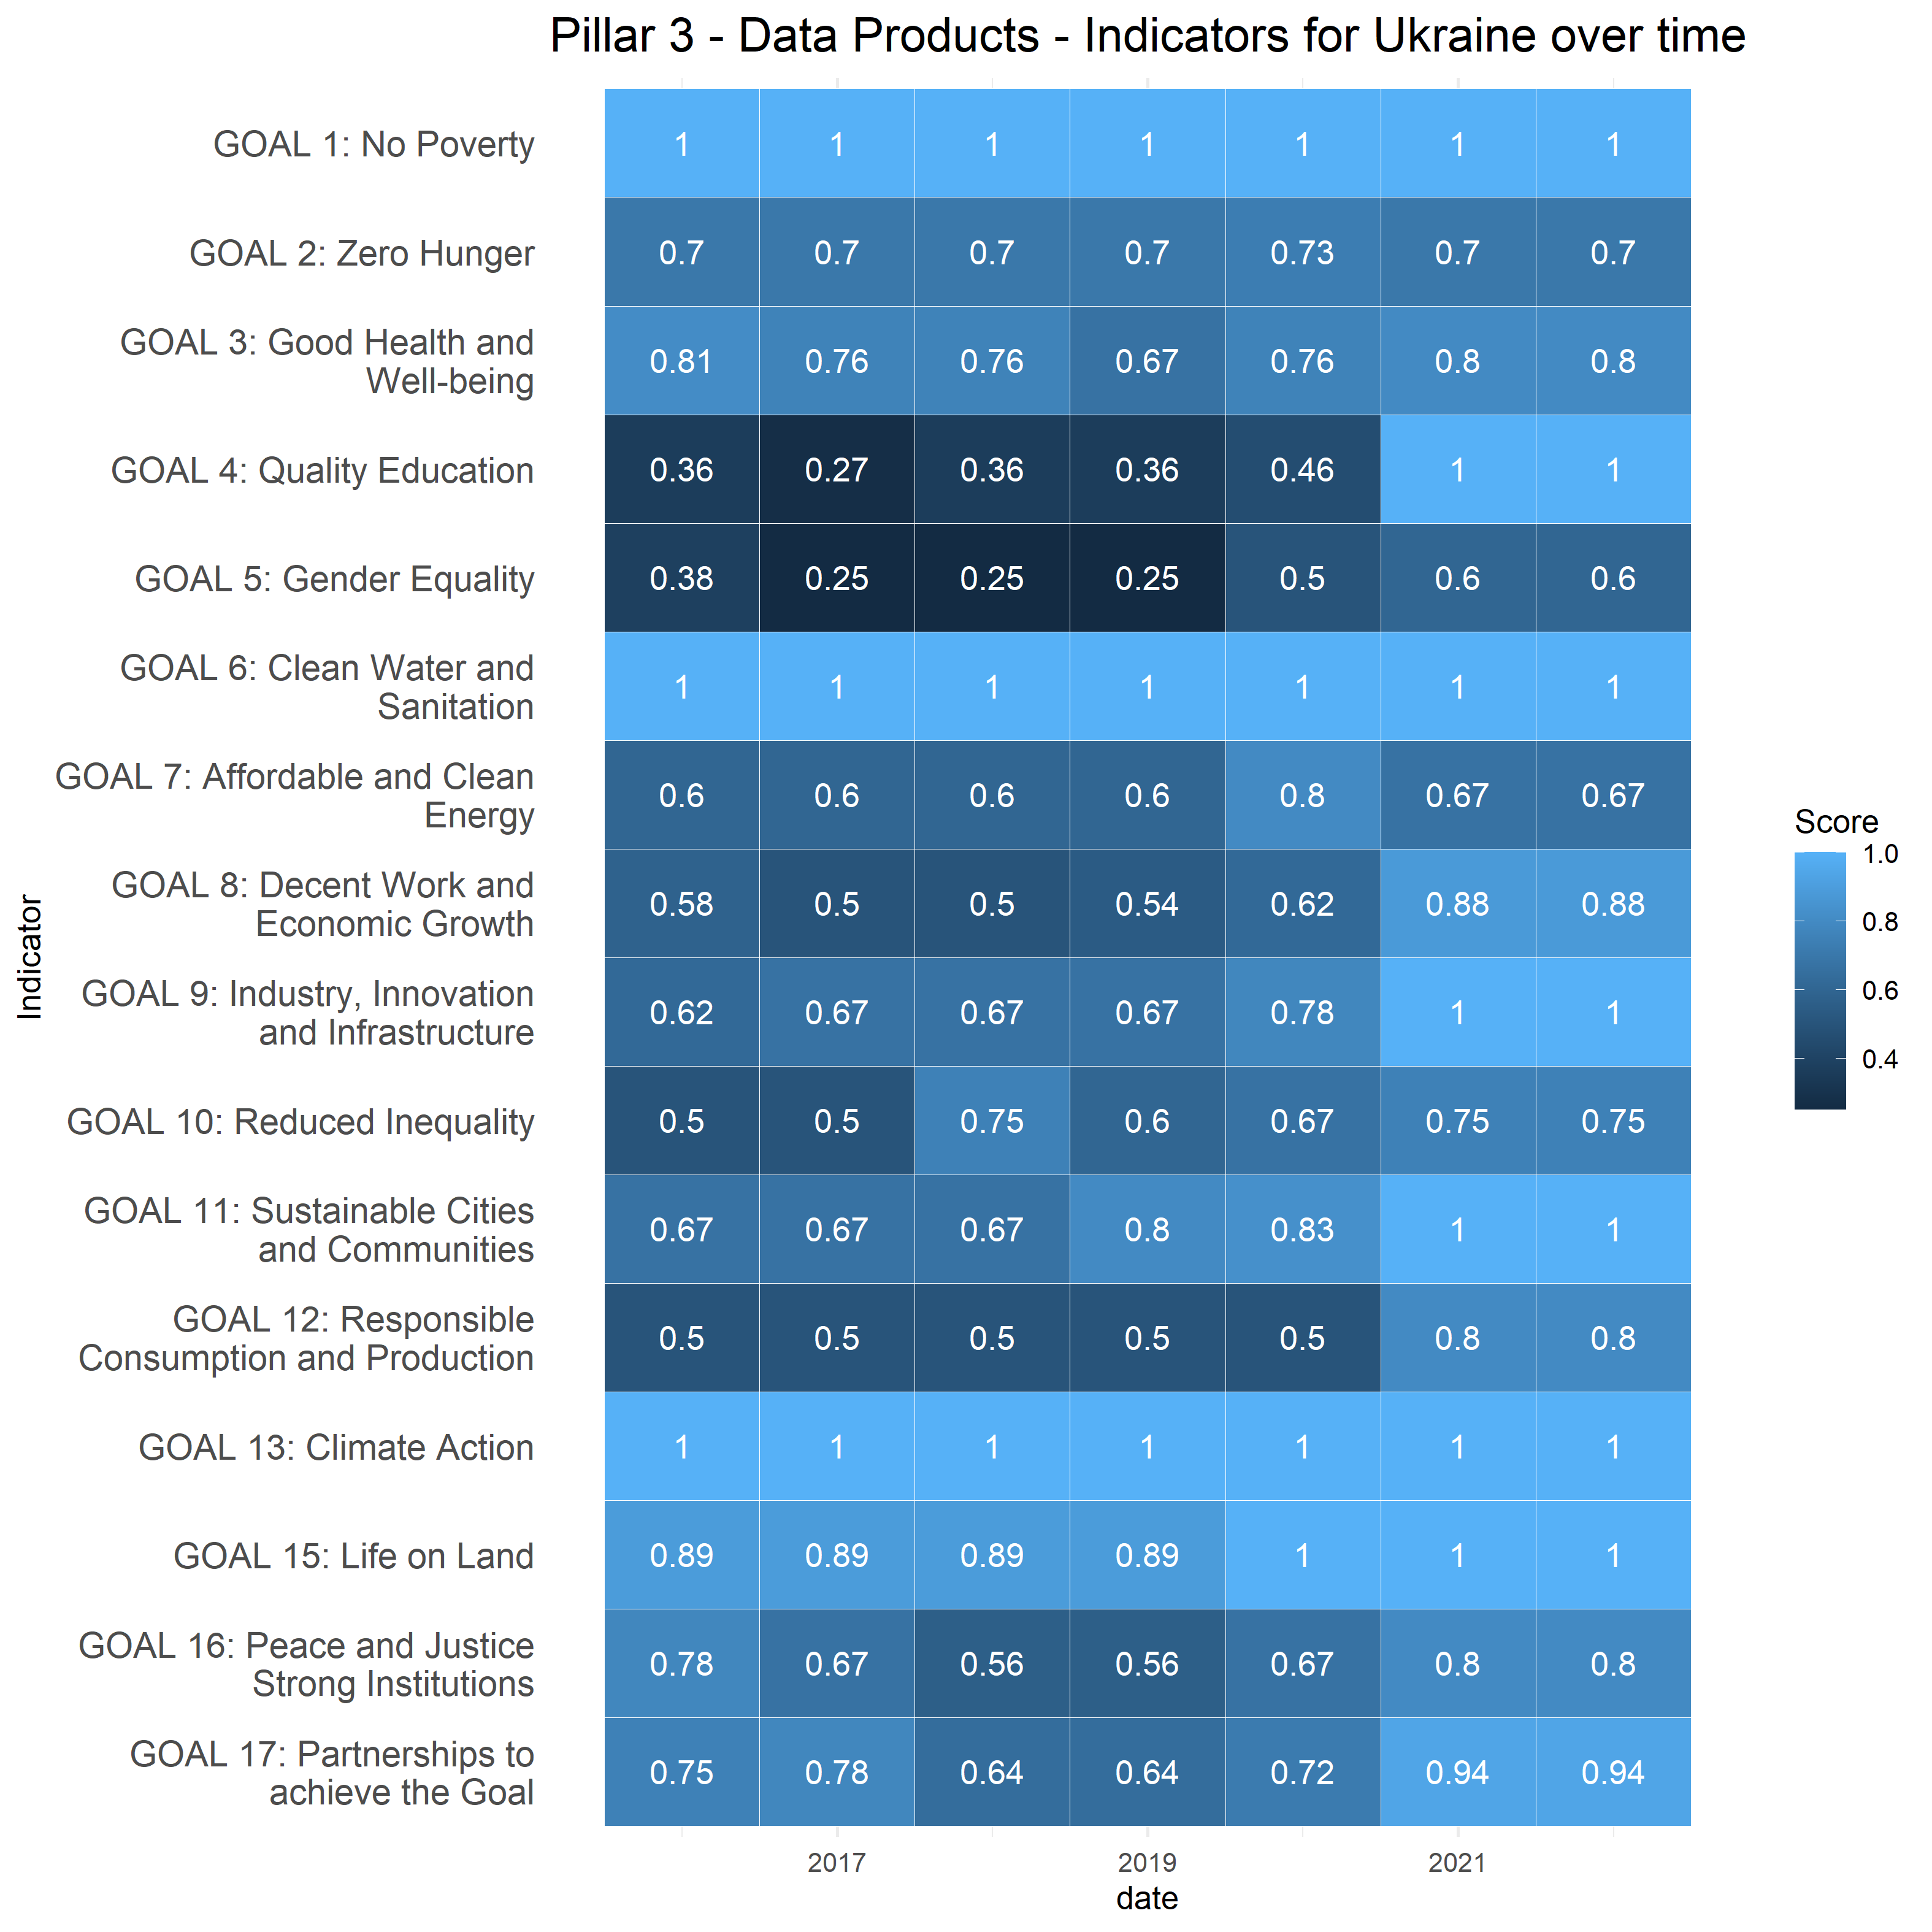 Pillar 3 - Data Products - Indicators for Ukraine over time
GOAL 1: No Poverty
1 1 1 1 1 1 1
GOAL 2: Zero Hunger
0.7 0.7 0.7 0.7 0.73 0.7 0.7
GOAL 3: Good Health and
Well-being
0.81 0.76 0.76 0.67 0.76 0.8 0.8
GOAL 4: Quality Education
0.36 0.27 0.36 0.36 0.46 1 1
GOAL 5: Gender Equality
0.38 0.25 0.25 0.25 0.5 0.6 0.6
GOAL 6: Clean Water and
Sanitation
1 1 1 1 1 1 1
GOAL 7: Affordable and Clean
Energy
0.6 0.6 0.6 0.6 0.8 0.67 0.67
GOAL 8: Decent Work and
Economic Growth
0.58 0.5 0.5 0.54 0.62 0.88 0.88
GOAL 9: Industry, Innovation
and Infrastructure
0.62 0.67 0.67 0.67 0.78 1 1
GOAL 10: Reduced Inequality
0.5 0.5 0.75 0.6 0.67 0.75 0.75
GOAL 11: Sustainable Cities
and Communities
0.67 0.67 0.67 0.8 0.83 1 1
GOAL 12: Responsible
Consumption and Production
0.5 0.5 0.5 0.5 0.5 0.8 0.8
GOAL 13: Climate Action
1 1 1 1 1 1 1
GOAL 15: Life on Land
0.89 0.89 0.89 0.89 1 1 1
GOAL 16: Peace and Justice
Strong Institutions
0.78 0.67 0.56 0.56 0.67 0.8 0.8
GOAL 17: Partnerships to
achieve the Goal
0.75 0.78 0.64 0.64 0.72 0.94 0.94
2017 2019 2021
date
Indicator
Score
1.0
0.8
0.6
0.4